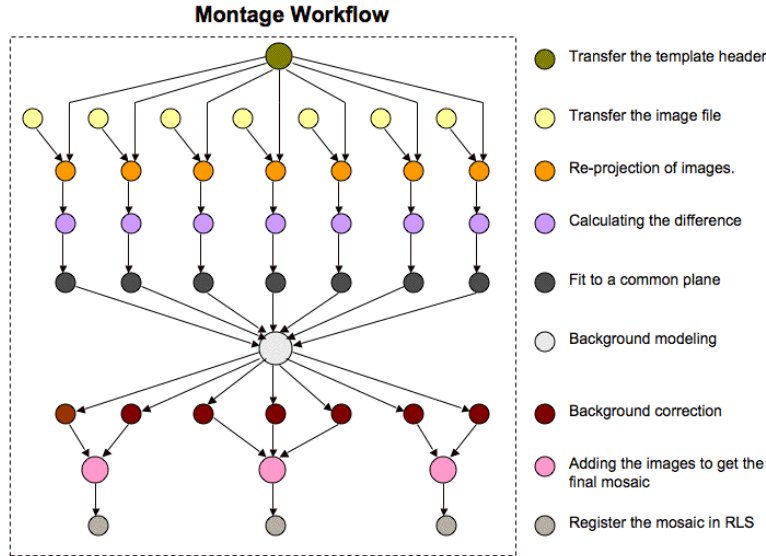 Montage Workflow
Transfer the template header
Transfer the image file
Re-projection of images.
Calculating the difference
Fit to a common plane
Background modeling
Background correction
Adding the images to get the
final mosaic
Register the mosaic in RLS